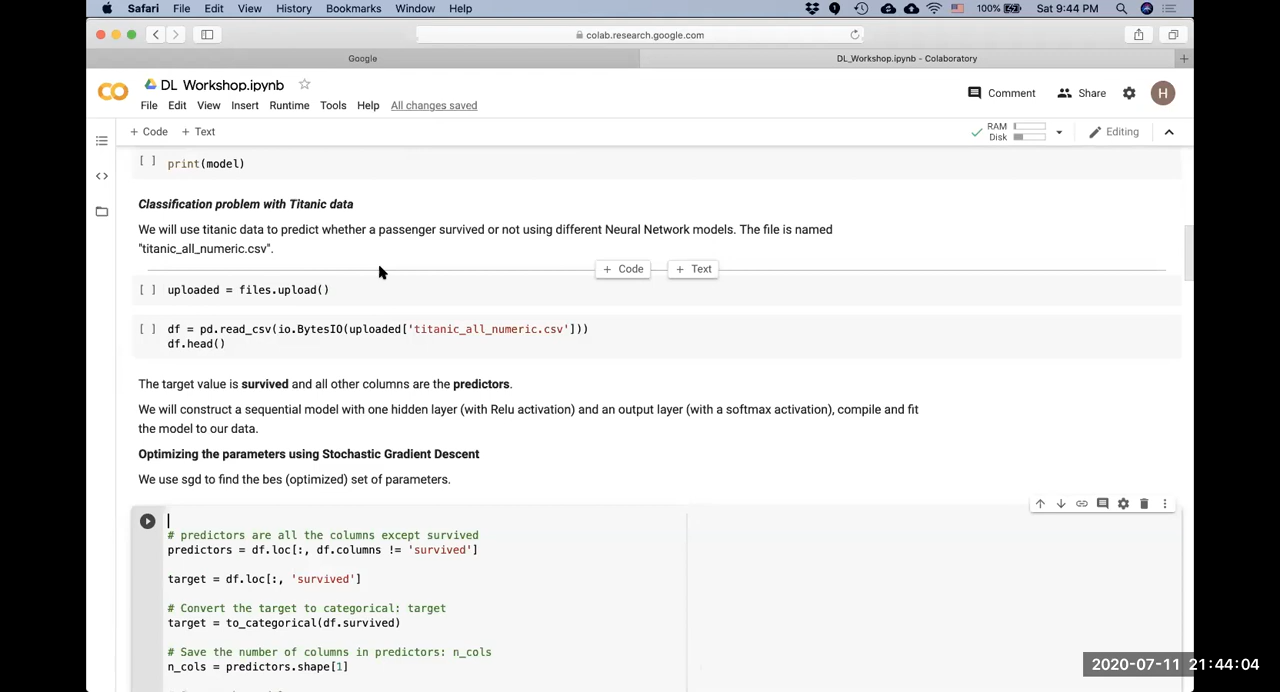 Safari File Edit View History Bookmarks Window Help 100% Sat 9:44 PM
colab.research.google.com
Google DL_Workshop.ipynb - Colaboratory
DL_Workshop.ipynb
File Edit View Insert Runtime Tools Help All changes saved
Comment Share H
+ Code + Text
RAM
Disk
Editing
[ ] print(model)
Classification problem with Titanic data
We will use titanic data to predict whether a passenger survived or not using different Neural Network models. The file is named
"titanic_all_numeric.csv".
+ Code + Text
[ ] uploaded = files.upload()
[ ] df = pd.read_csv(io.BytesIO(uploaded['titanic_all_numeric.csv']))
df.head()
The target value is survived and all other columns are the predictors.
We will construct a sequential model with one hidden layer (with Relu activation) and an output layer (with a softmax activation), compile and fit
the model to our data.
Optimizing the parameters using Stochastic Gradient Descent
We use sgd to find the bes (optimized) set of parameters.
# predictors are all the columns except survived
predictors = df.loc[:, df.columns != 'survived']
target = df.loc[:, 'survived']
# Convert the target to categorical: target
target = to_categorical(df.survived)
# Save the number of columns in predictors: n_cols
n_cols = predictors.shape[1]
2020-07-11 21:44:04